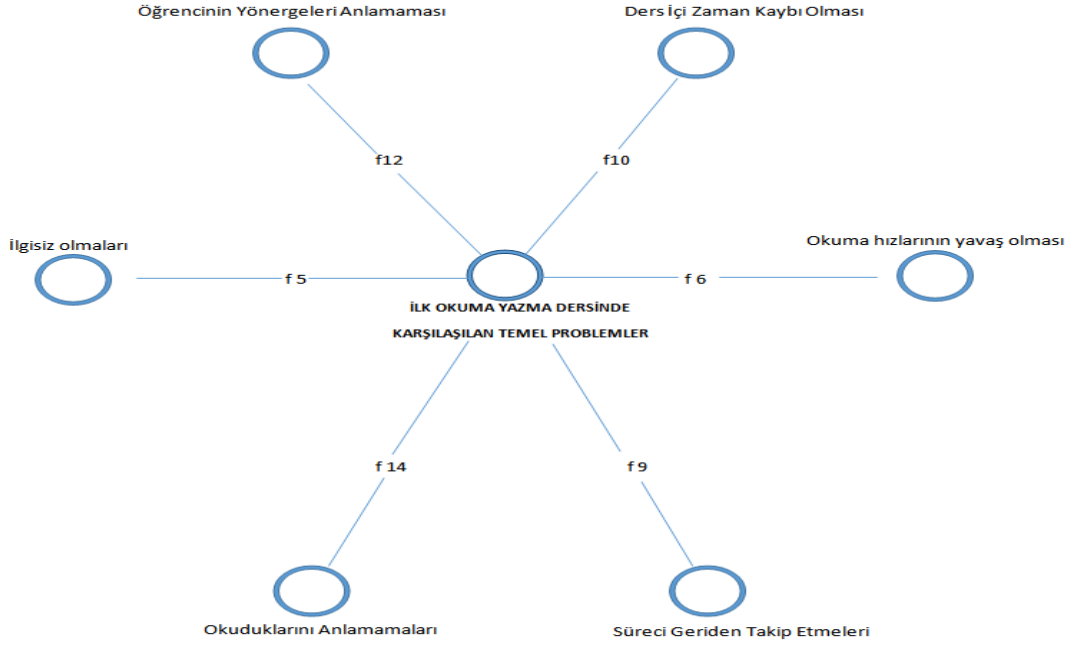 Öğrencinin Yönergeleri Anlamaması
Ders İçi Zaman Kaybı Olması
f12
f10
İlgisiz olmaları
Okuma hızlarının yavaş olması
f 5
f 6
İLK OKUMA YAZMA DERSİNDE
KARŞILAŞILAN TEMEL PROBLEMLER
f 14
f 9
Okuduklarını Anlamamaları
Süreci Geriden Takip Etmeleri